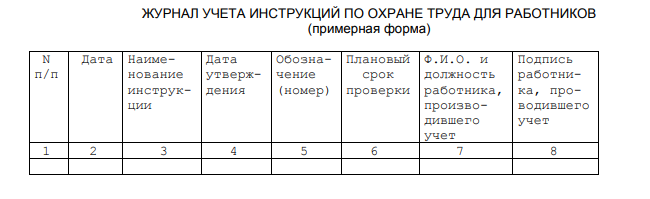 ЖУРНАЛ УЧЕТА ИНСТРУКЦИЙ ПО ОХРАНЕ ТРУДА ДЛЯ РАБОТНИКОВ
(примерная форма)
N п/п
Дата
Наиме-
нование
инструк-
ции
Дата
утверж-
дения
Обозна-
чение
(номер)
Плановый
срок
проверки
Ф.И.О. и
должность
работника,
произво-
дившего
учет
Подпись
работни-
ка, про-
водившего
учет
1 2 3 4 5 6 7 8